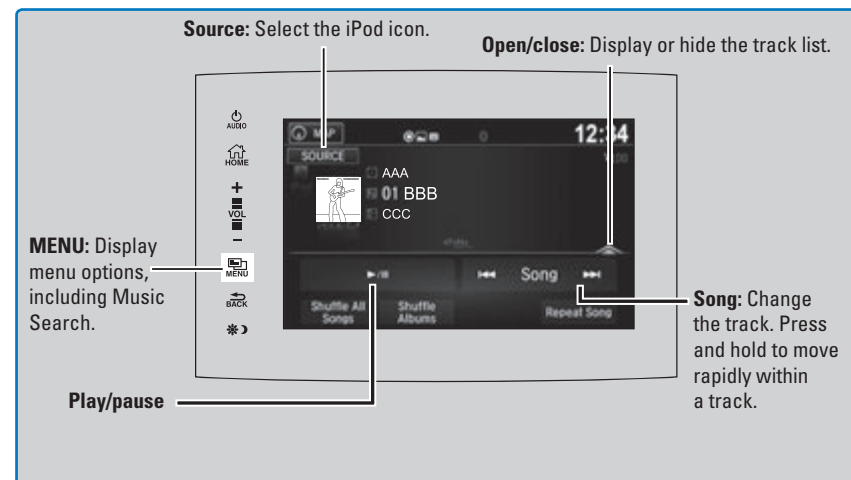 Source: Select the iPod icon.
Open/close: Display or hide the track list.
AUDIO
HOME
+
VOL
–
MENU
BACK
MAP
0
12:34
SOURCE
AAA
01 BBB
CCC
Song
Shuffle All
Songs
Shuffle
Albums
Repeat Song
MENU: Display
menu options,
including Music
Search.
Play/pause
Song: Change
the track. Press
and hold to move
rapidly within
a track.